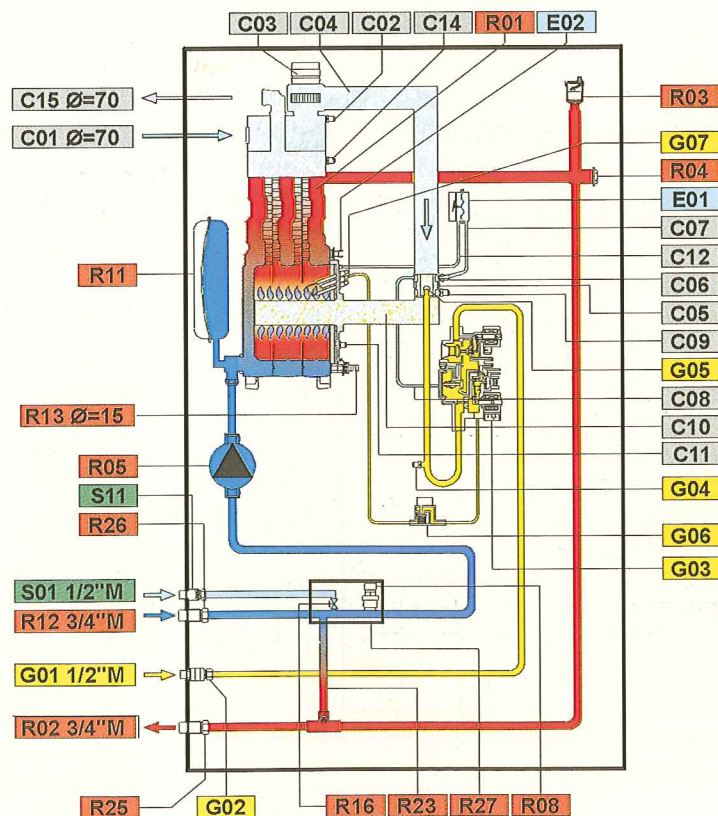 C03 C04 C02 C14 R01 E02
C15 Ø=70
C01 Ø=70
R03
G07
R04
E01
C07
C12
C06
C05
C09
G05
C08
C10
C11
G04
G06
G03
R11
R13 Ø=15
R05
S11
R26
S01 1/2"M
R12 3/4"M
G01 1/2"M
R02 3/4"M
R25 G02 R16 R23 R27 R08